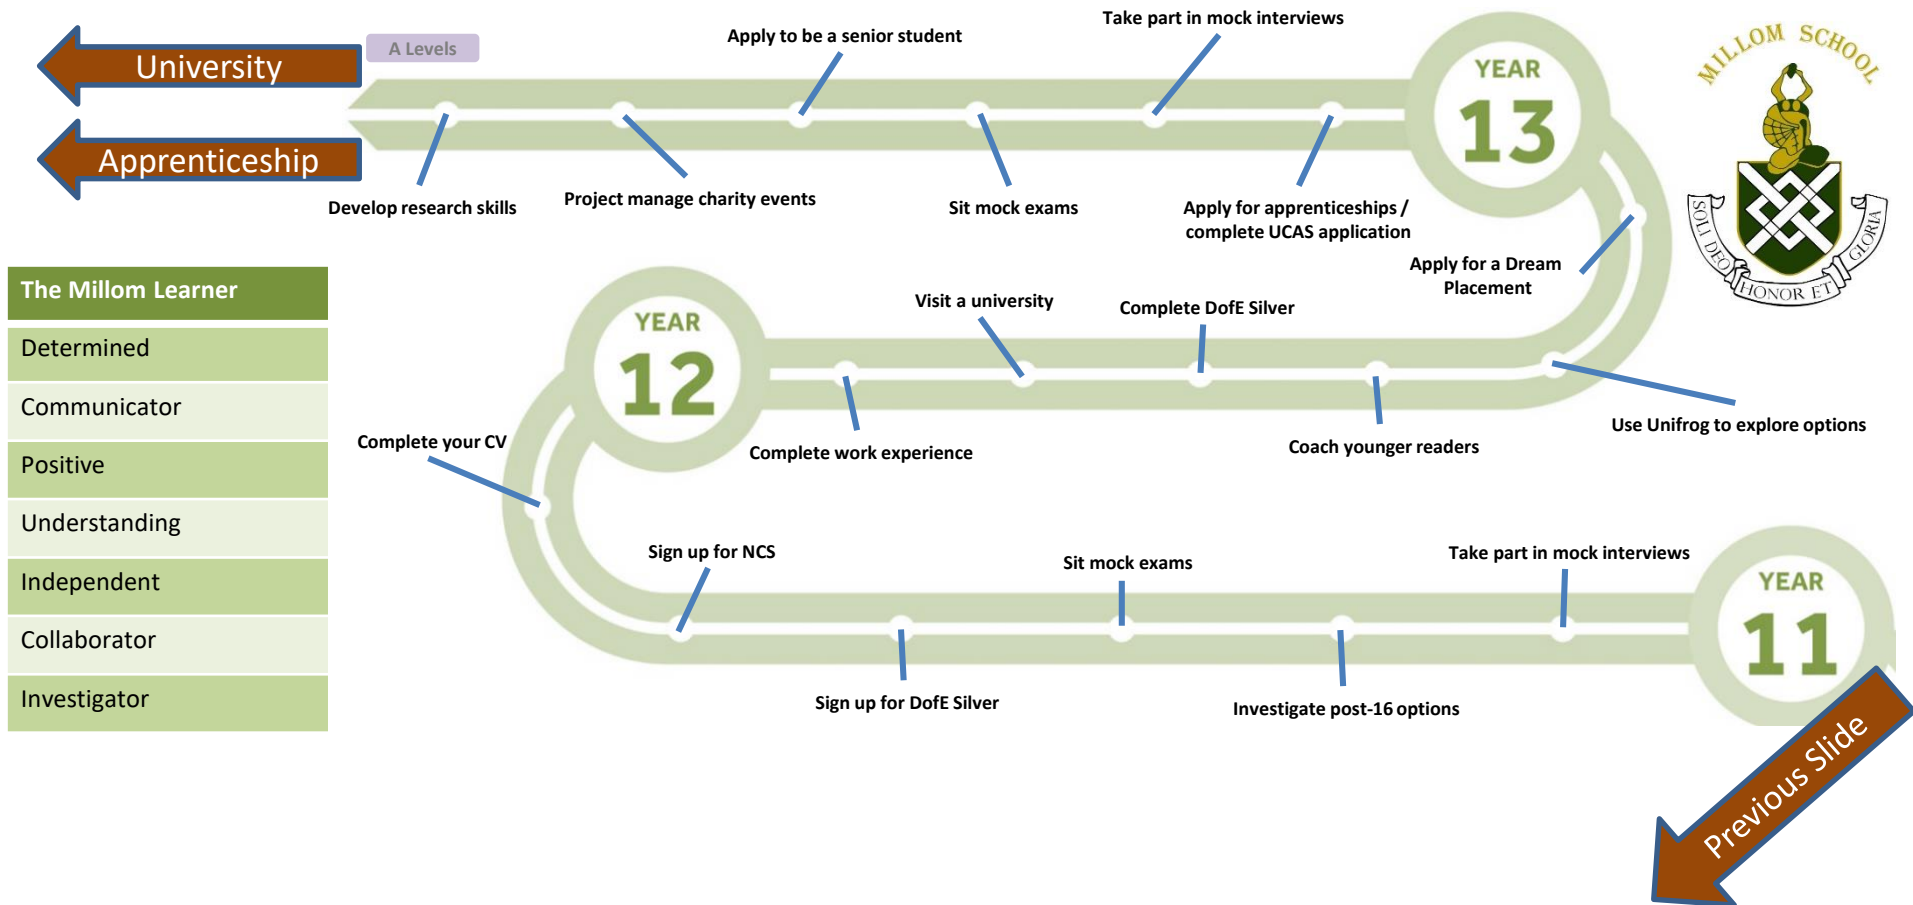 University
Apprenticeship
A Levels
Apply to be a senior student
Take part in mock interviews
YEAR
13
MILLOM SCHOOL
SOLI DEO
HONOR ET
GLORIA
Develop research skills
Project manage charity events
Sit mock exams
Apply for apprenticeships /
complete UCAS application
Apply for a Dream
Placement
The Millom Learner
Determined
Communicator
Positive
Understanding
Independent
Collaborator
Investigator
YEAR
12
Visit a university
Complete DofE Silver
Complete your CV
Complete work experience
Coach younger readers
Use Unifrog to explore options
Sign up for NCS
Sit mock exams
Take part in mock interviews
YEAR
11
Sign up for DofE Silver
Investigate post-16 options
Previous Slide